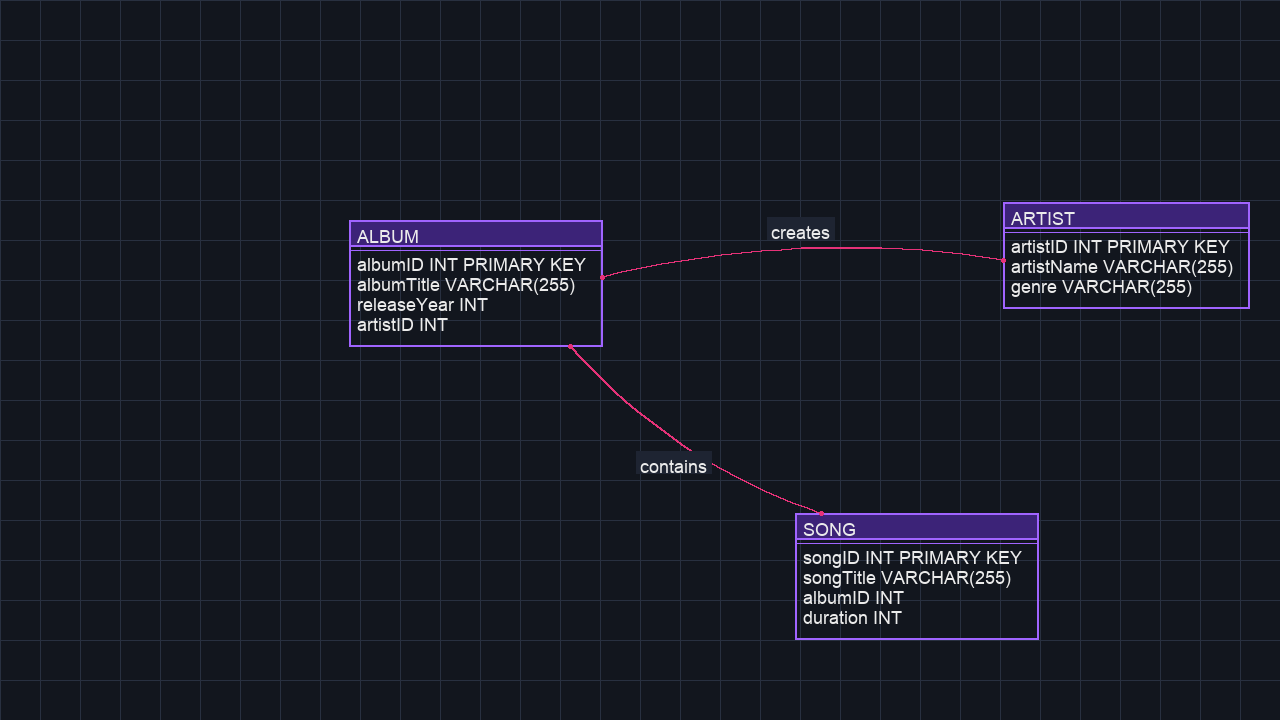 ALBUM
albumID INT PRIMARY KEY
albumTitle VARCHAR(255)
releaseYear INT
artistID INT
creates
ARTIST
artistID INT PRIMARY KEY
artistName VARCHAR(255)
genre VARCHAR(255)
contains
SONG
songID INT PRIMARY KEY
songTitle VARCHAR(255)
albumID INT
duration INT